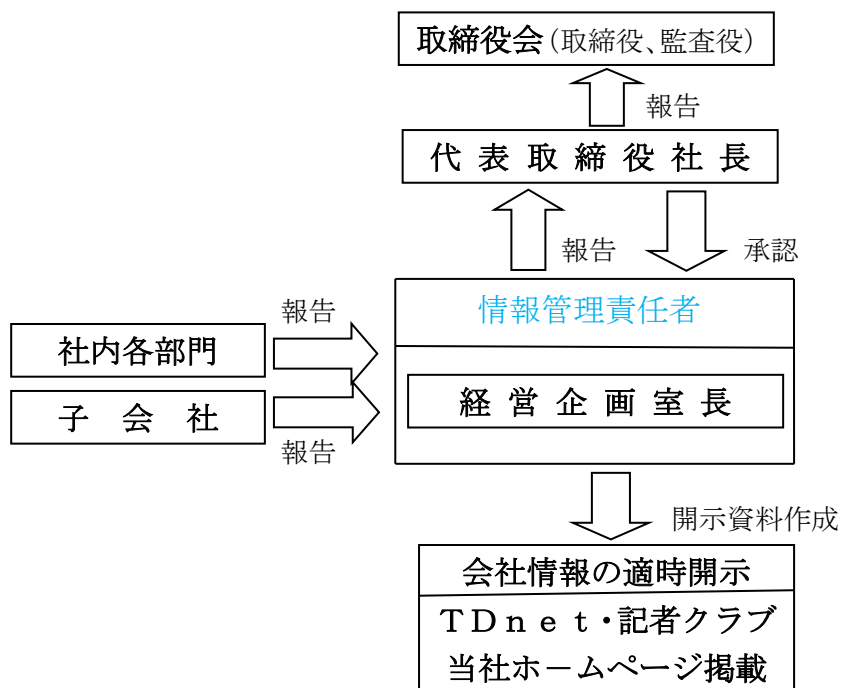 取締役会(取締役、監査役)
報告
代 表 取 締 役 社 長
報告
承認
情報管理責任者
報告
社内各部門
経 営 企 画 室 長
子 会 社
報告
開示資料作成
会社情報の適時開示
TDnet・記者クラブ
当社ホームページ掲載